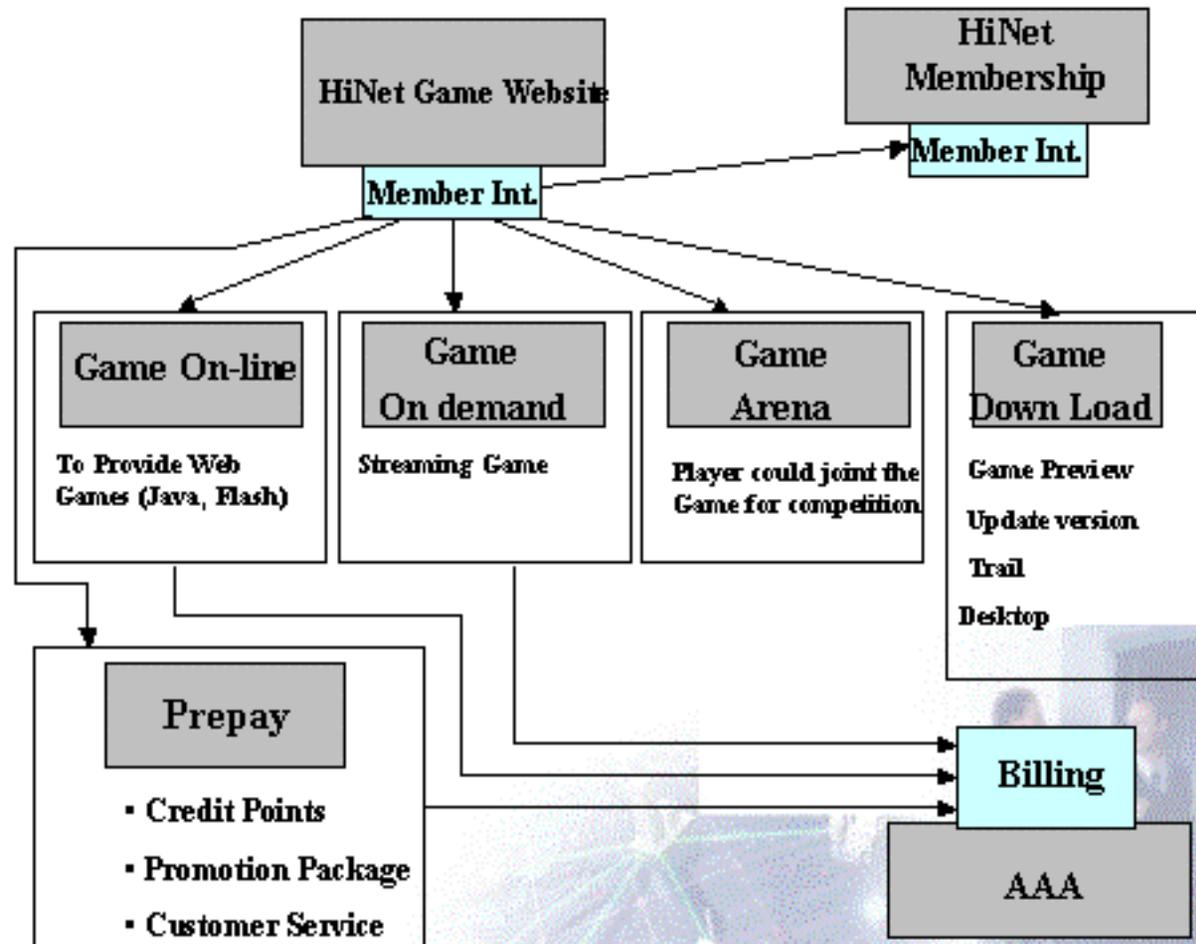 HiNet Game Website
Member Int.
HiNet
Membership
Member Int.
Game On-line
To Provide Web
Games (Java, Flash)
Game
On demand
Streaming Game
Game
Arena
Player could joint the
Game for competition
Game
Down Load
Game Preview
Update version
Trail
Desktop
Prepay
▪ Credit Points
▪ Promotion Package
▪ Customer Service
Billing
AAA